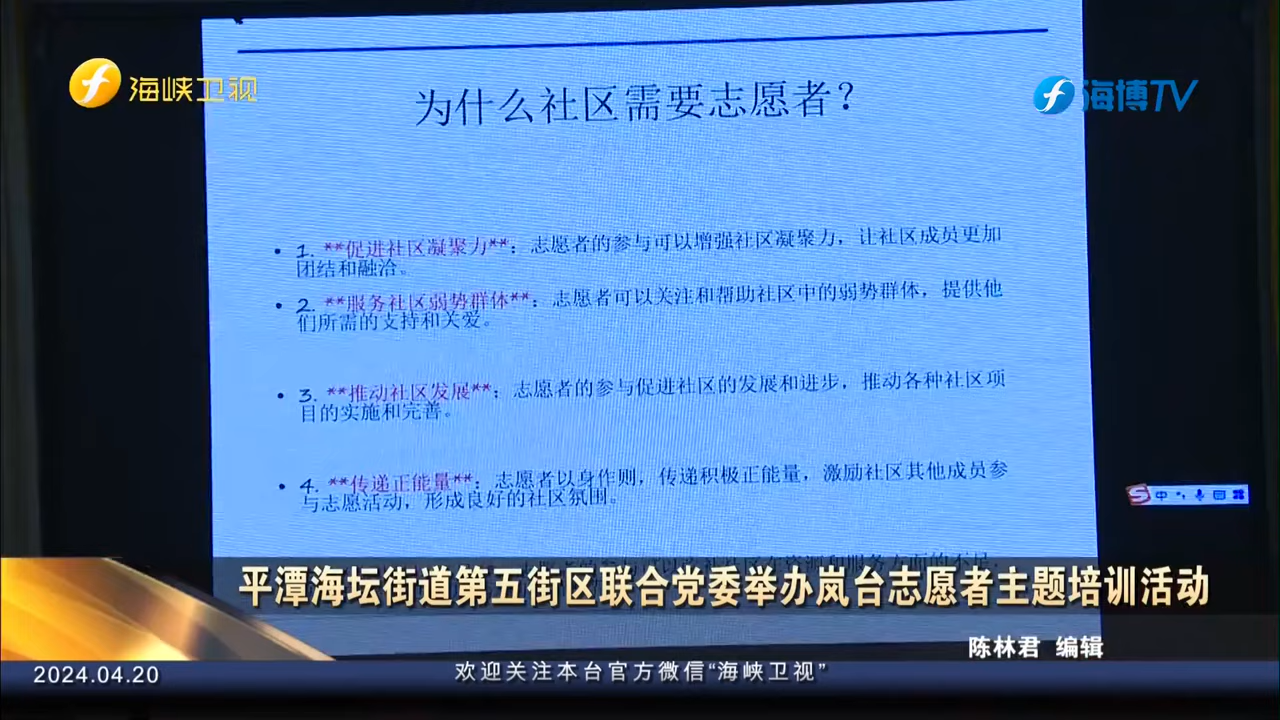 海峡卫视
海博TV
为什么社区需要志愿者？
• 1. **促进社区凝聚力**：志愿者的参与可以增强社区凝聚力，让社区成员更加
团结和融洽。
• 2. **服务社区弱势群体**：志愿者可以关注和帮助社区中的弱势群体，提供他
们所需的支持和关爱。
• 3. **推动社区发展**：志愿者的参与促进社区的发展和进步，推动各种社区项
目的实施和完善。
• 4. **传递正能量**：志愿者以身作则，传递积极正能量，激励社区其他成员参
与志愿活动，形成良好的社区氛围。
中
平潭海坛街道第五街区联合党委举办岚台志愿者主题培训活动
陈林君 编辑
2024.04.20
欢迎关注本台官方微信“海峡卫视”